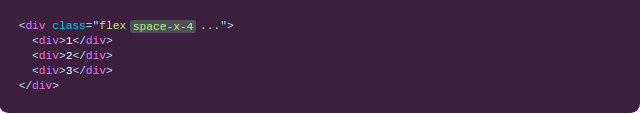 <div class="flex space-x-4 ...">
  <div>1</div>
  <div>2</div>
  <div>3</div>
</div>